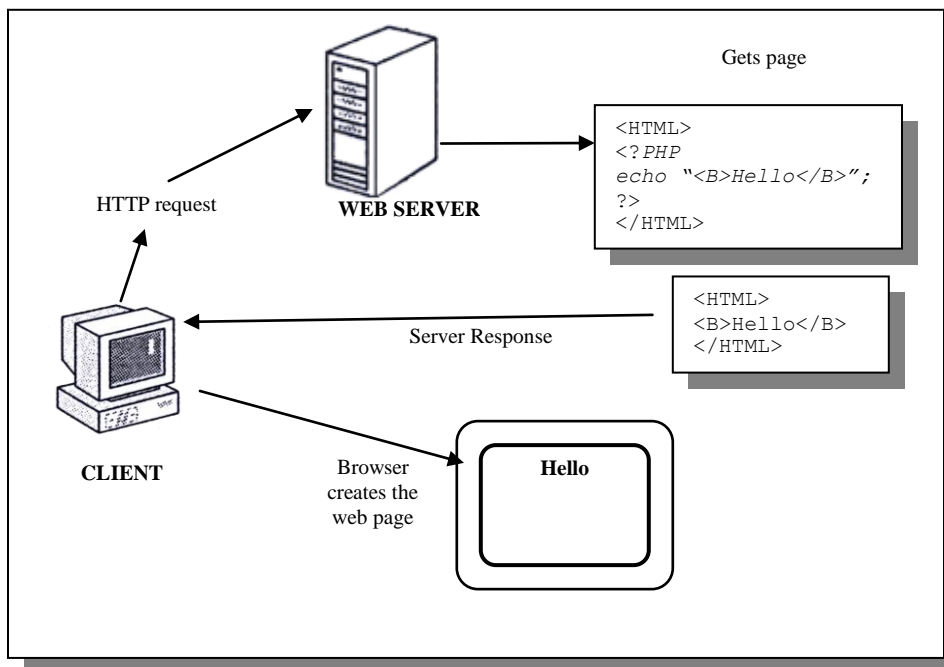 Gets page
<HTML>
<?PHP
echo “<B>Hello</B>”;
?>
</HTML>
HTTP request
WEB SERVER
<HTML>
<B>Hello</B>
</HTML>
Server Response
CLIENT
Browser
creates the
web page
Hello